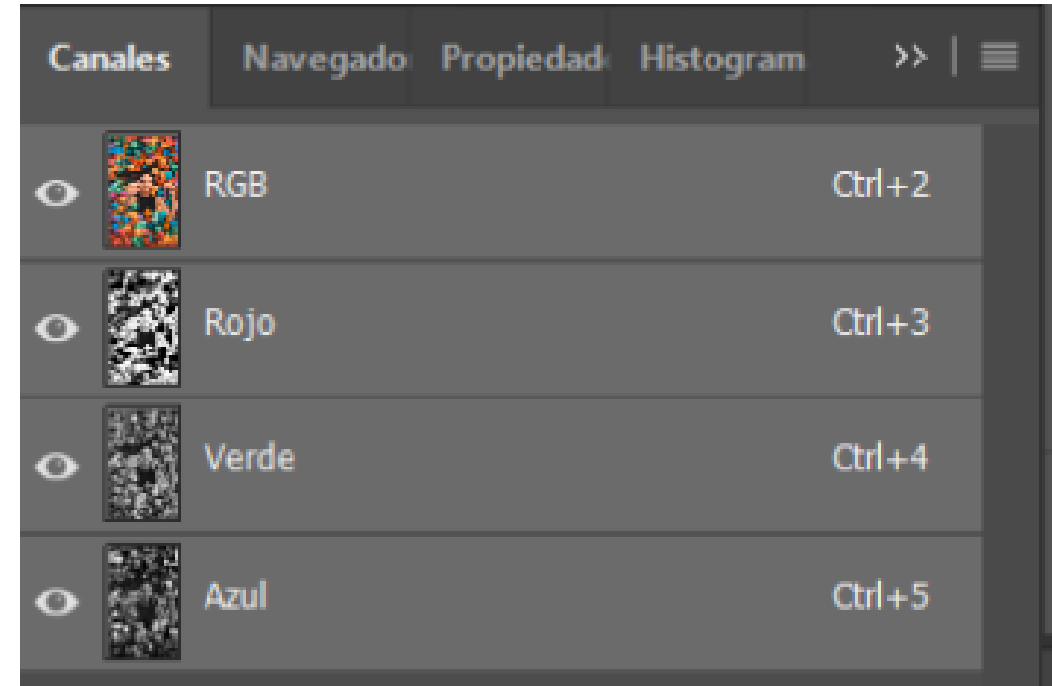 Canales Navegado Propiedad Histogram >>
RGB Ctrl+2
Rojo Ctrl+3
Verde Ctrl+4
Azul Ctrl+5